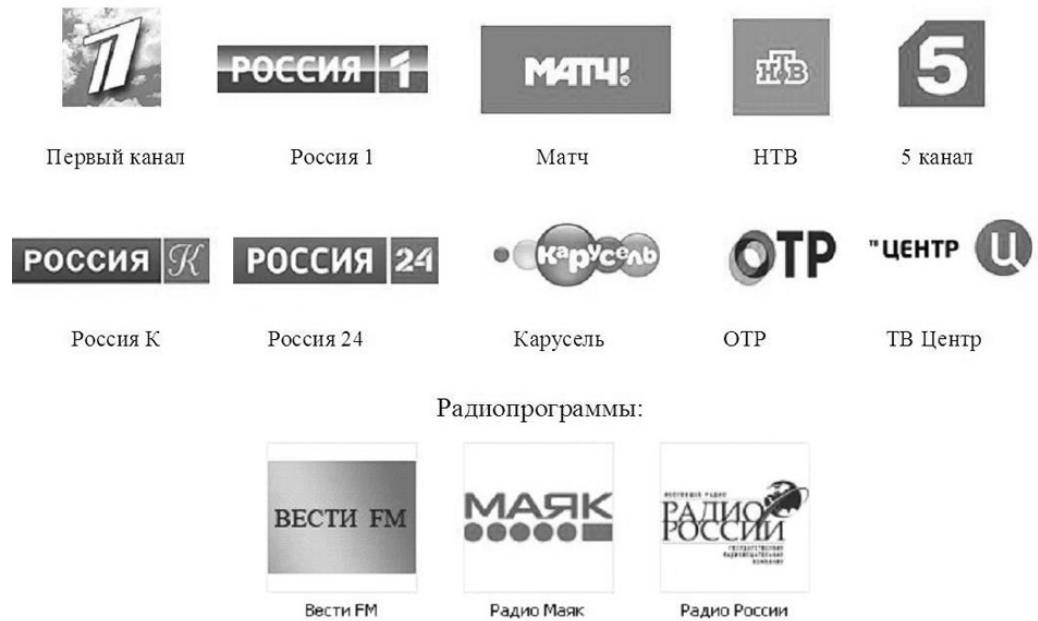 РОССИЯ 1 МАТЧ! НТВ 5
Первый канал Россия 1 Матч НТВ 5 канал
РОССИЯ К РОССИЯ 24 Карусель ОТР ТВ ЦЕНТР Ц
Россия К Россия 24 Карусель ОТР ТВ Центр
Радиопрограммы:
ВЕСТИ FM МАЯК РАДИО
РОССИИ
Вести FM Радио Маяк Радио России